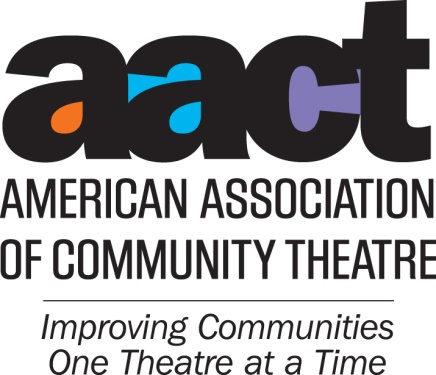 aact
AMERICAN ASSOCIATION
OF COMMUNITY THEATRE
Improving Communities
One Theatre at a Time